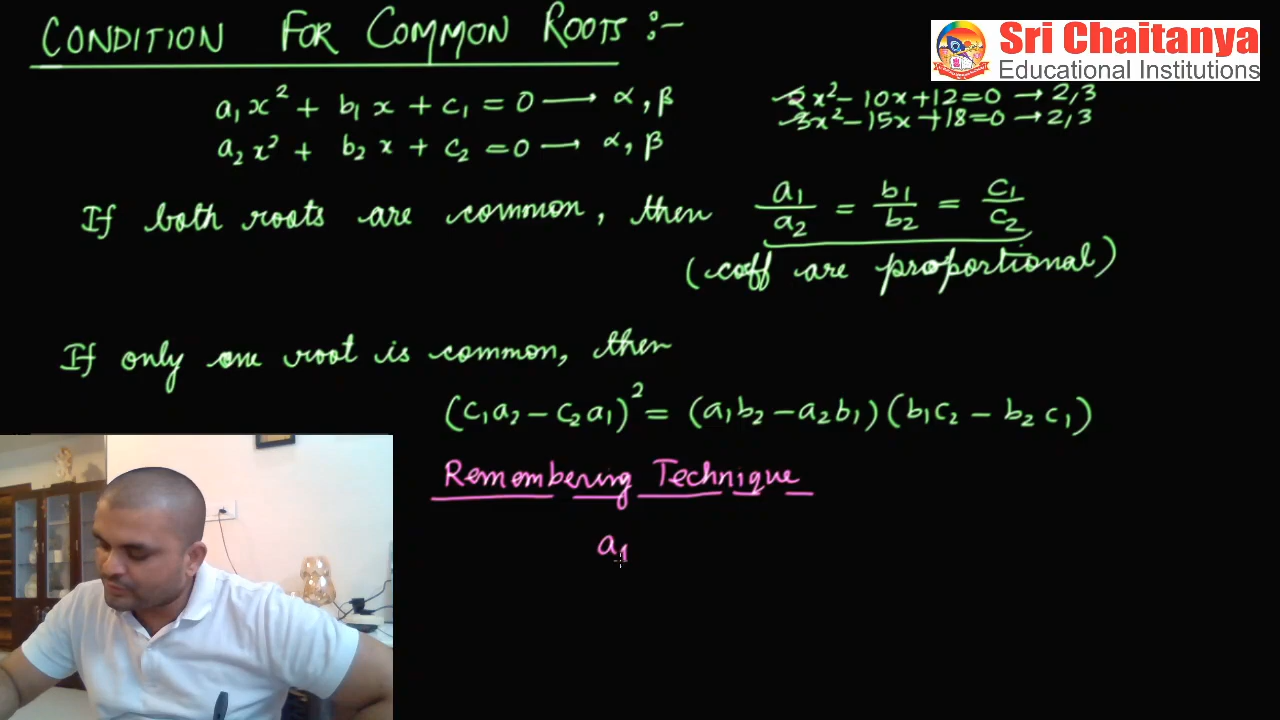 CONDITION FOR COMMON ROOTS :-
Sri Chaitanya
Educational Institutions
a₁x² + b₁x + c₁ = 0 → α, β
2x² - 10x + 12 = 0 → 2,3
a₂x² + b₂x + c₂ = 0 → α, β
3x² - 15x + 18 = 0 → 2,3
If both roots are common, then a₁/a₂ = b₁/b₂ = c₁/c₂
(coeff are proportional)
If only one root is common, then
(c₁a₂ - c₂a₁)² = (a₁b₂ - a₂b₁)(b₁c₂ - b₂c₁)
Remembering Technique
a₁